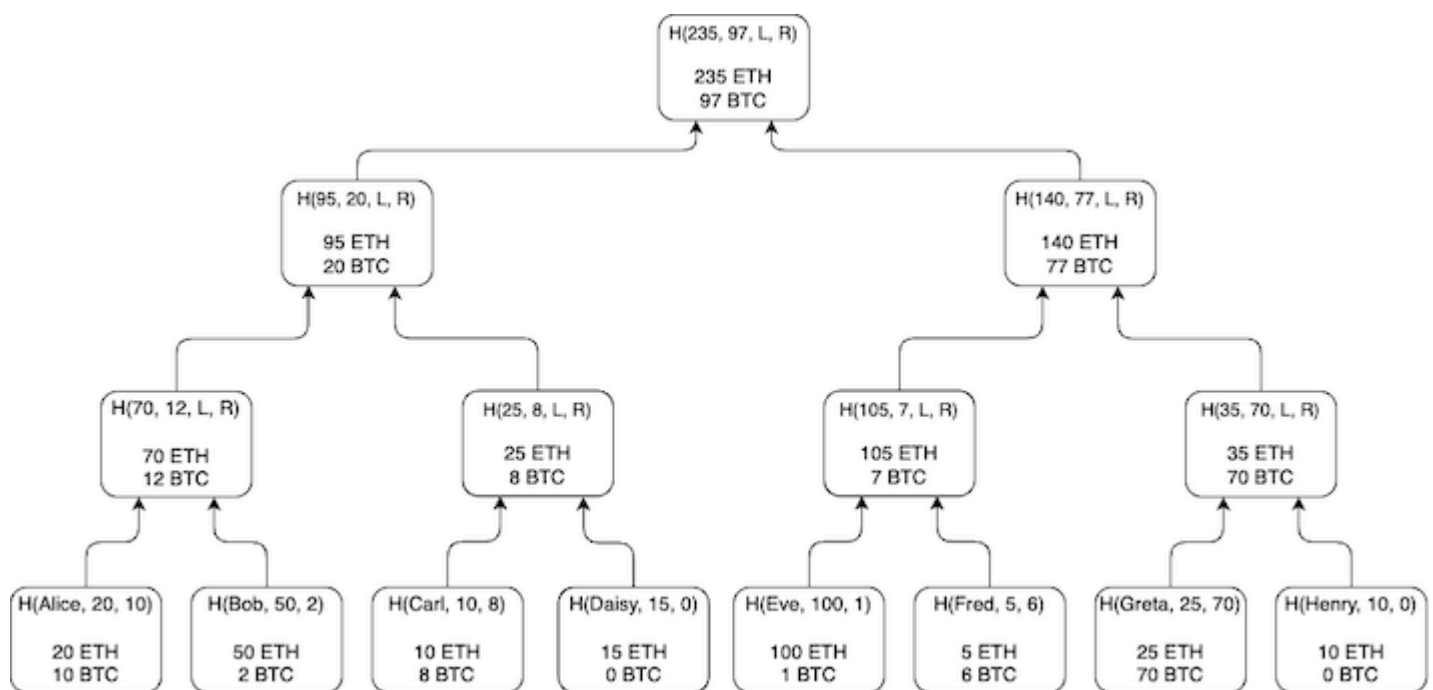 H(235, 97, L, R)
235 ETH
97 BTC
H(95, 20, L, R)
95 ETH
20 BTC
H(140, 77, L, R)
140 ETH
77 BTC
H(70, 12, L, R)
70 ETH
12 BTC
H(25, 8, L, R)
25 ETH
8 BTC
H(105, 7, L, R)
105 ETH
7 BTC
H(35, 70, L, R)
35 ETH
70 BTC
H(Alice, 20, 10)
20 ETH
10 BTC
H(Bob, 50, 2)
50 ETH
2 BTC
H(Carl, 10, 8)
10 ETH
8 BTC
H(Daisy, 15, 0)
15 ETH
0 BTC
H(Eve, 100, 1)
100 ETH
1 BTC
H(Fred, 5, 6)
5 ETH
6 BTC
H(Greta, 25, 70)
25 ETH
70 BTC
H(Henry, 10, 0)
10 ETH
0 BTC